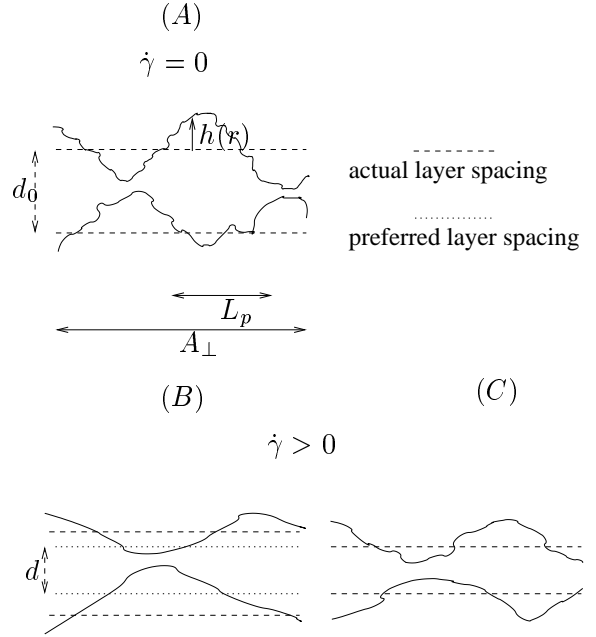 (A)
γ̇ = 0
h(r)
d₀
actual layer spacing
preferred layer spacing
Lₚ
A⊥
(B)
(C)
γ̇ > 0
d